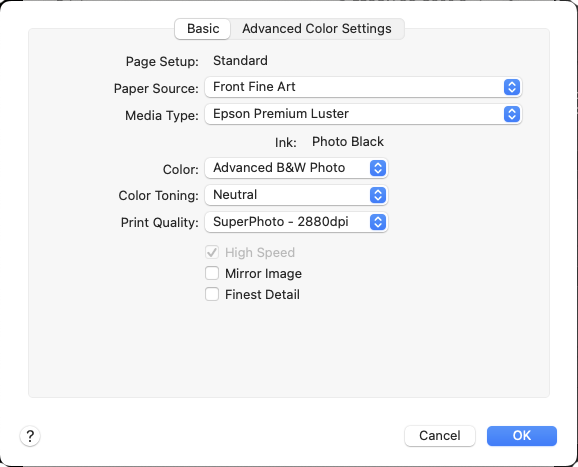 Basic Advanced Color Settings
Page Setup: Standard
Paper Source: Front Fine Art
Media Type: Epson Premium Luster
Ink: Photo Black
Color: Advanced B&W Photo
Color Toning: Neutral
Print Quality: SuperPhoto - 2880dpi
High Speed
Mirror Image
Finest Detail
? Cancel OK